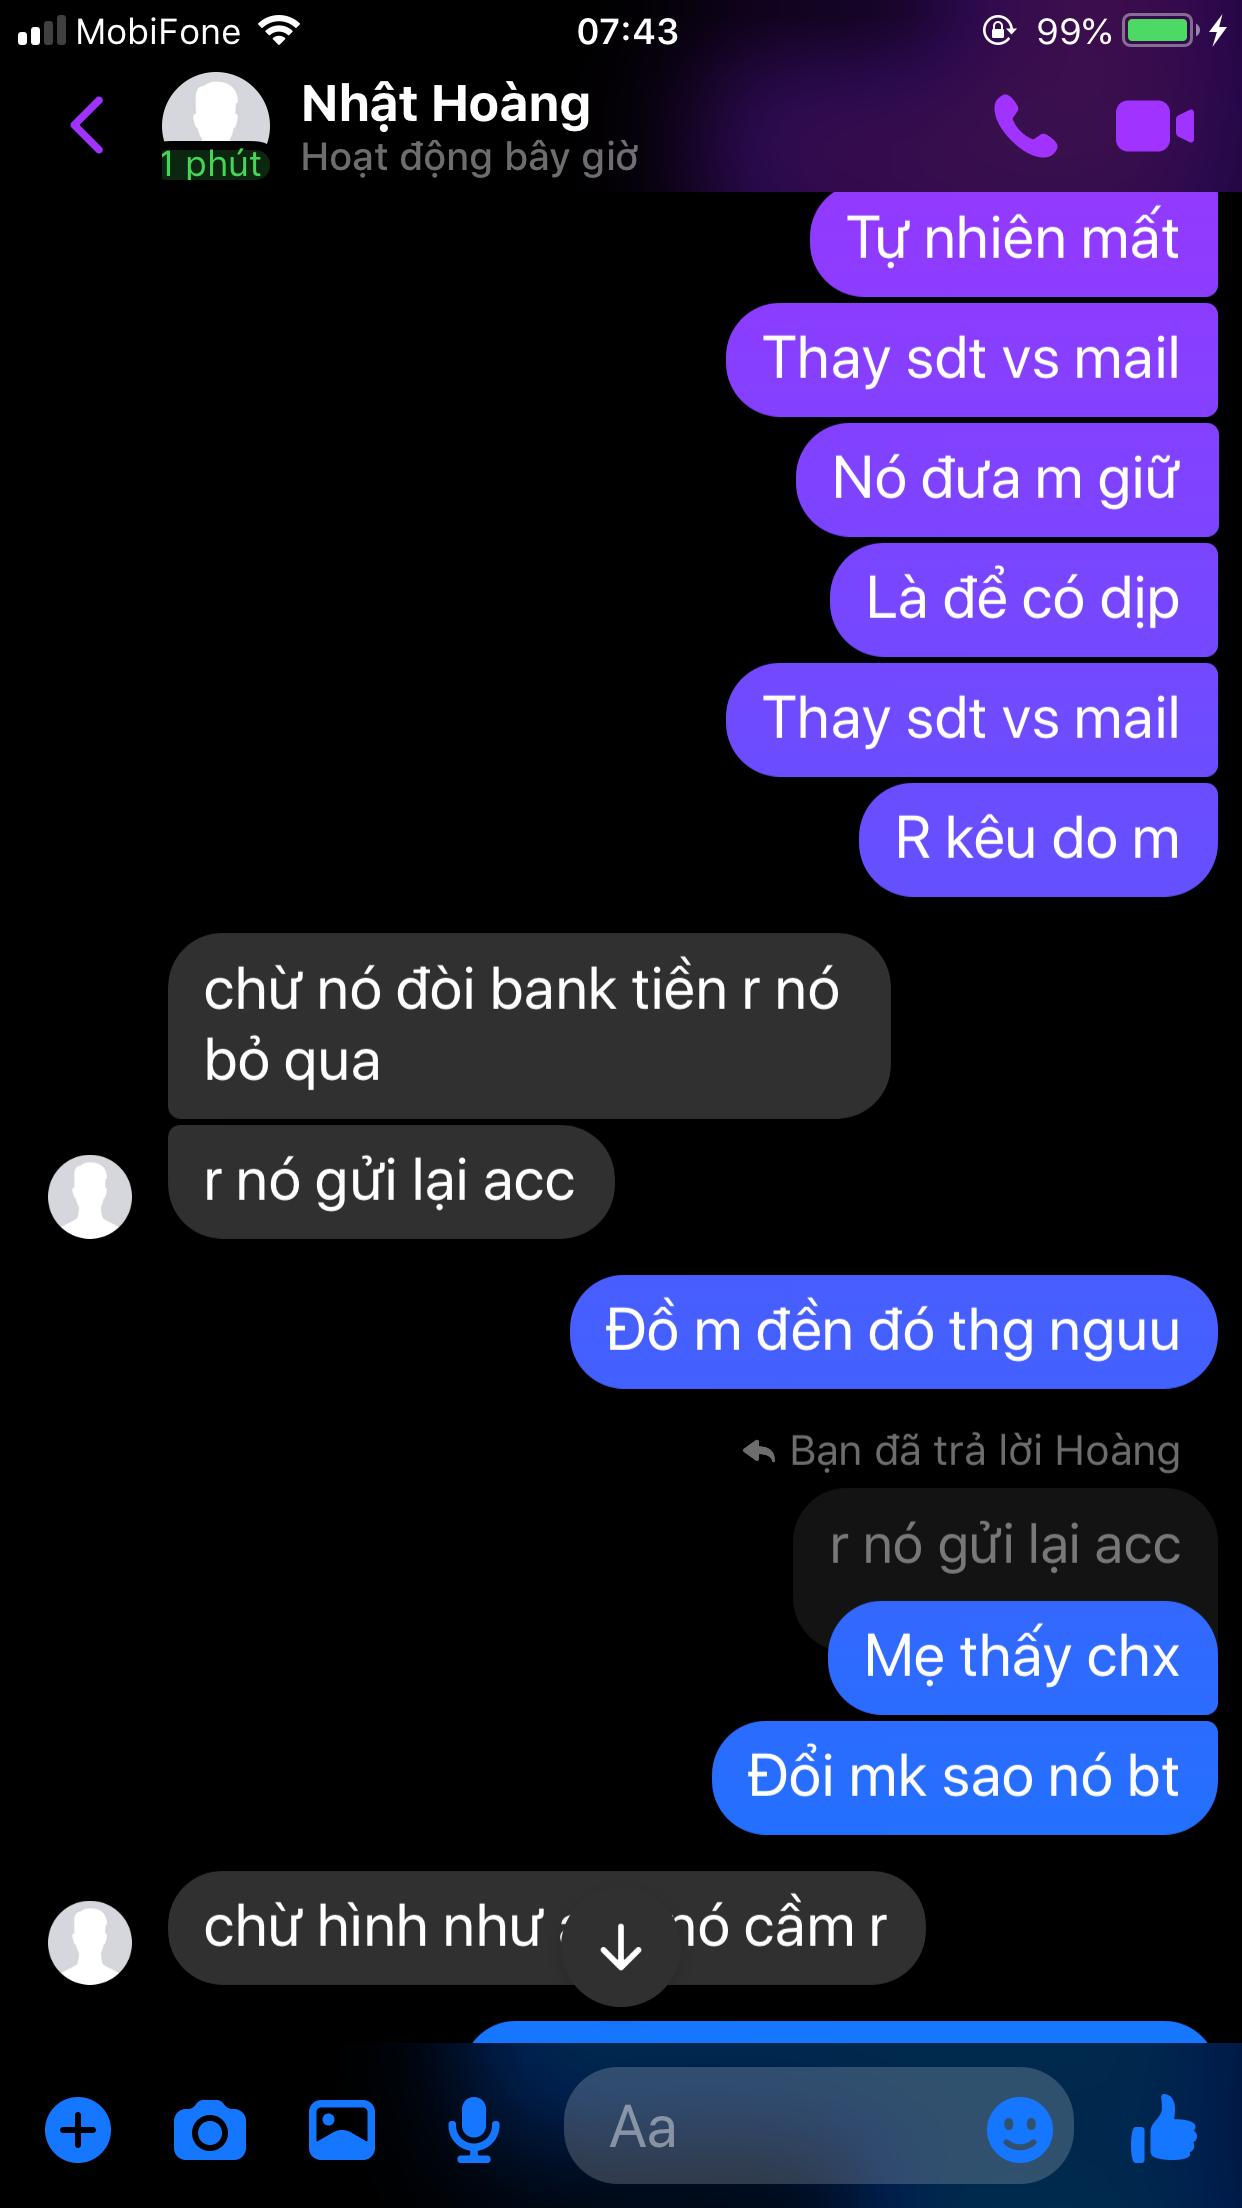 MobiFone 07:43 99%
Nhật Hoàng
Hoạt động bây giờ
1 phút
Tự nhiên mất
Thay sdt vs mail
Nó đưa m giữ
Là để có dịp
Thay sdt vs mail
R kêu do m
chừ nó đòi bank tiền r nó
bỏ qua
r nó gửi lại acc
Đồ m đền đó thg nguu
Bạn đã trả lời Hoàng
r nó gửi lại acc
Mẹ thấy chx
Đổi mk sao nó bt
chừ hình như nó cầm r
Aa